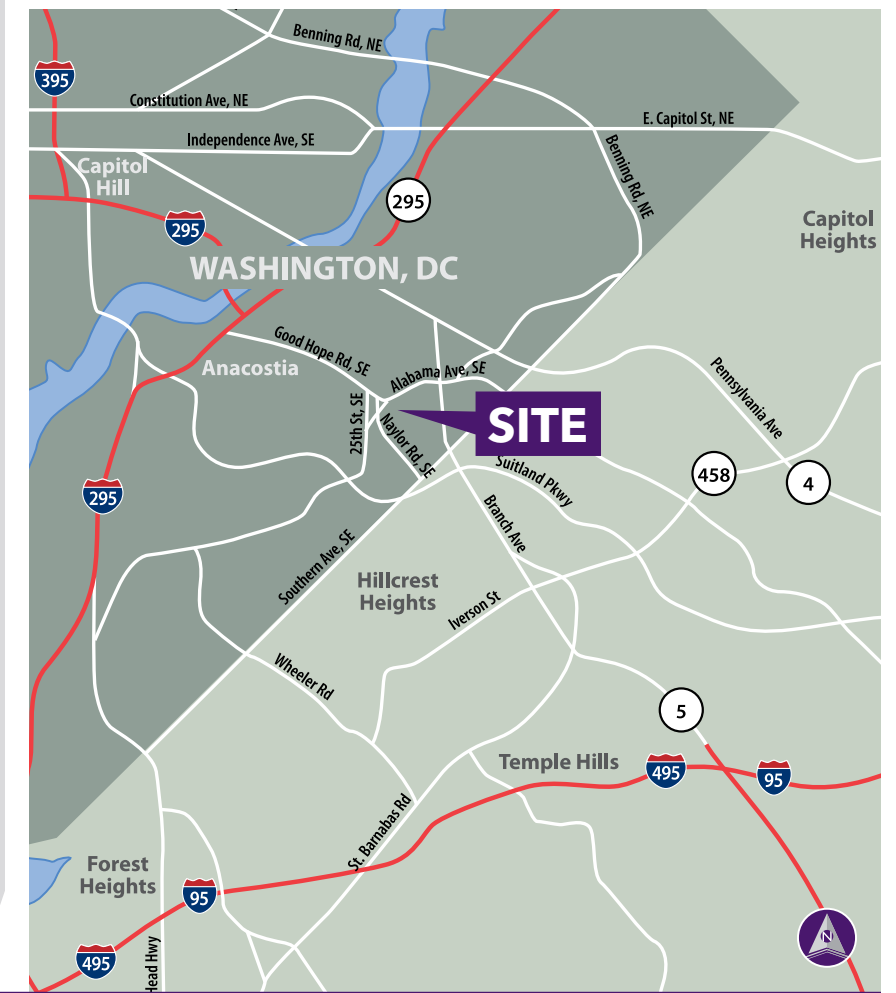 Benning Rd, NE
395
Constitution Ave, NE
E. Capitol St, NE
Independence Ave, SE
Capitol
Hill
Benning Rd, NE
295
295
Capitol
Heights
WASHINGTON, DC
Good Hope Rd, SE
Anacostia
Alabama Ave, SE
Pennsylvania Ave
25th St, SE
SITE
Naylor Rd, SE
Suitland Pkwy
458
4
295
Branch Ave
Southern Ave, SE
Hillcrest
Heights
Iverson St
Wheeler Rd
5
Temple Hills
495
95
St. Barnabas Rd
Forest
Heights
95
N
495
Head Hwy